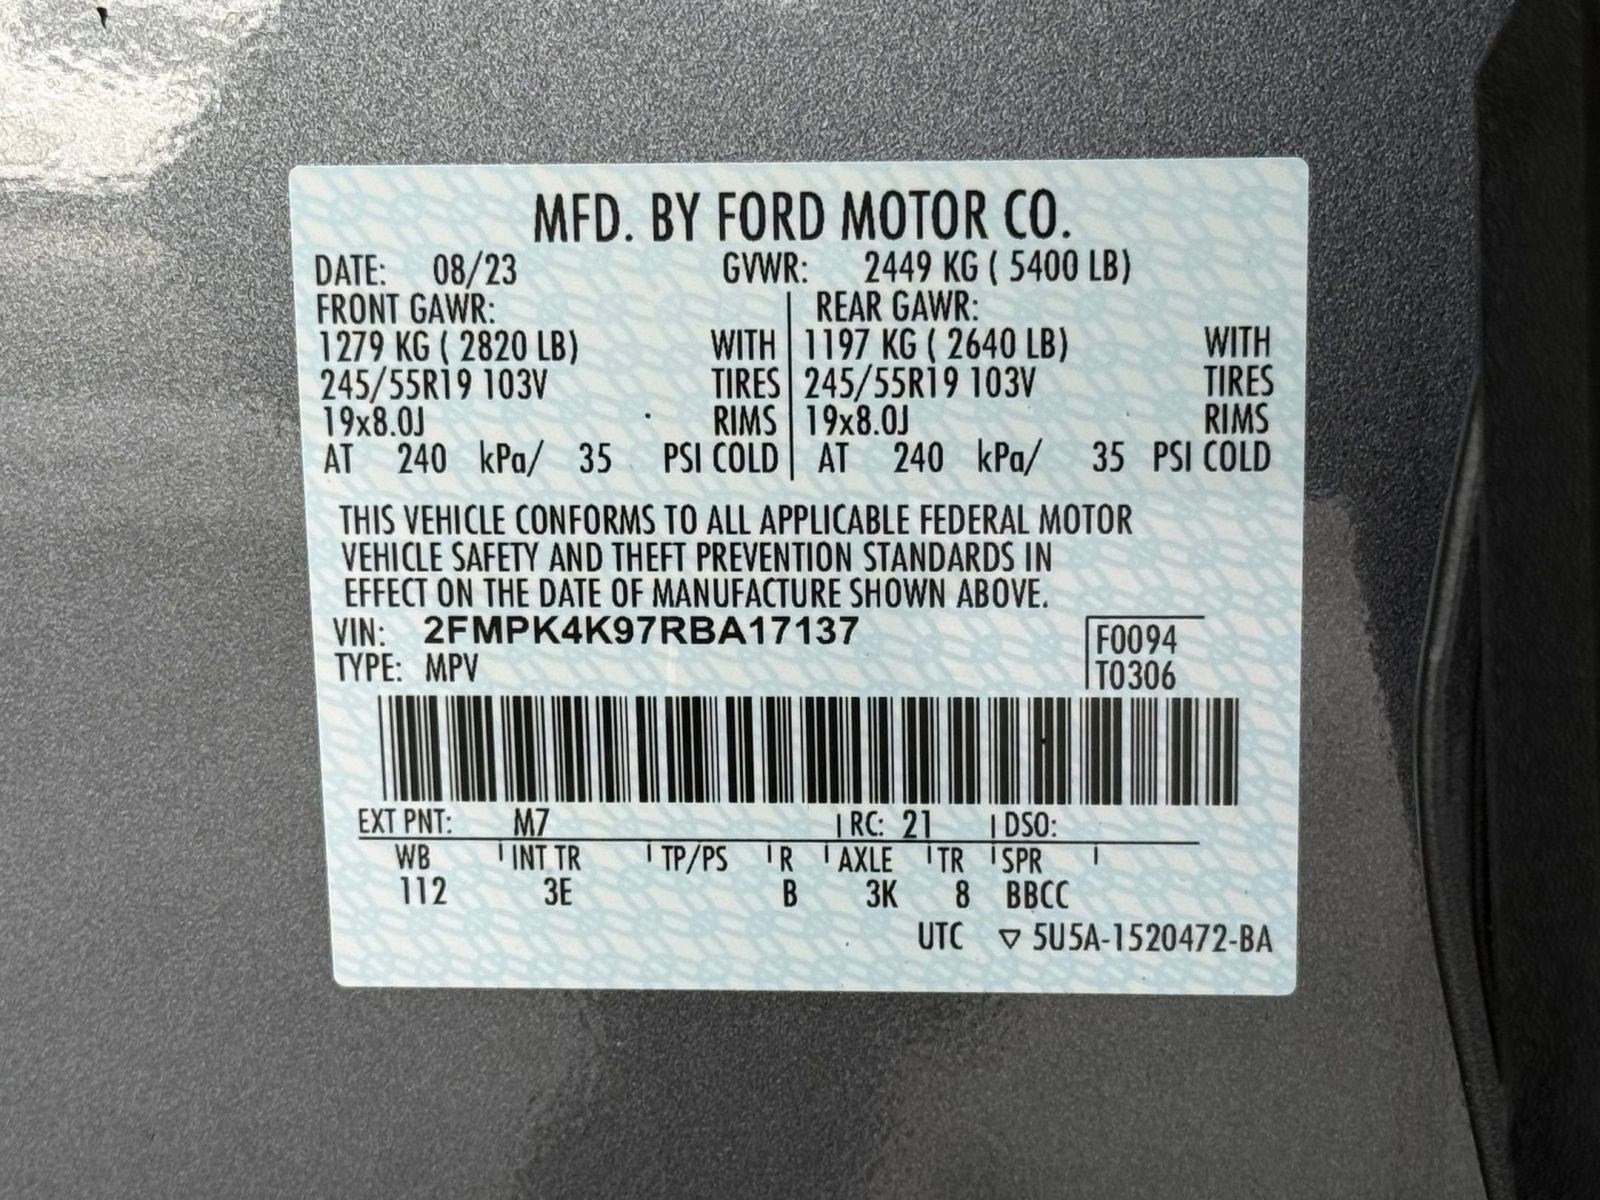 MFD. BY FORD MOTOR CO.
DATE: 08/23 GVWR: 2449 KG ( 5400 LB)
FRONT GAWR: REAR GAWR:
1279 KG ( 2820 LB) WITH 1197 KG ( 2640 LB) WITH
245/55R19 103V TIRES 245/55R19 103V TIRES
19x8.0J RIMS 19x8.0J RIMS
AT 240 kPa/ 35 PSI COLD AT 240 kPa/ 35 PSI COLD
THIS VEHICLE CONFORMS TO ALL APPLICABLE FEDERAL MOTOR
VEHICLE SAFETY AND THEFT PREVENTION STANDARDS IN
EFFECT ON THE DATE OF MANUFACTURE SHOWN ABOVE.
VIN: 2FMPK4K97RBA17137 F0094
TYPE: MPV T0306
EXT PNT: M7 RC: 21 DSO:
WB INT TR TP/PS R AXLE TR SPR
112 3E B 3K 8 BBCC
UTC ▽ 5U5A-1520472-BA